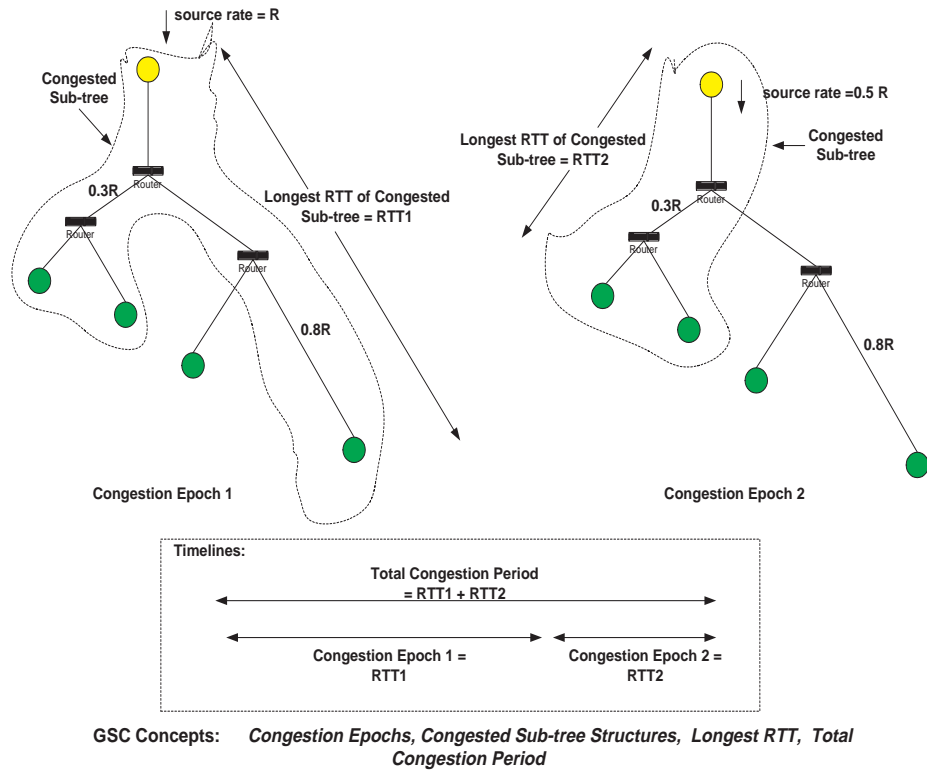 source rate = R
Congested
Sub-tree
Router
0.3R
Router
Longest RTT of Congested
Sub-tree = RTT1
Router
0.8R
Congestion Epoch 1
source rate =0.5 R
Longest RTT of Congested
Sub-tree = RTT2
Congested
Sub-tree
Router
0.3R
Router
Router
0.8R
Congestion Epoch 2
Timelines:
Total Congestion Period
= RTT1 + RTT2
Congestion Epoch 1 =
RTT1
Congestion Epoch 2 =
RTT2
GSC Concepts: Congestion Epochs, Congested Sub-tree Structures, Longest RTT, Total
Congestion Period